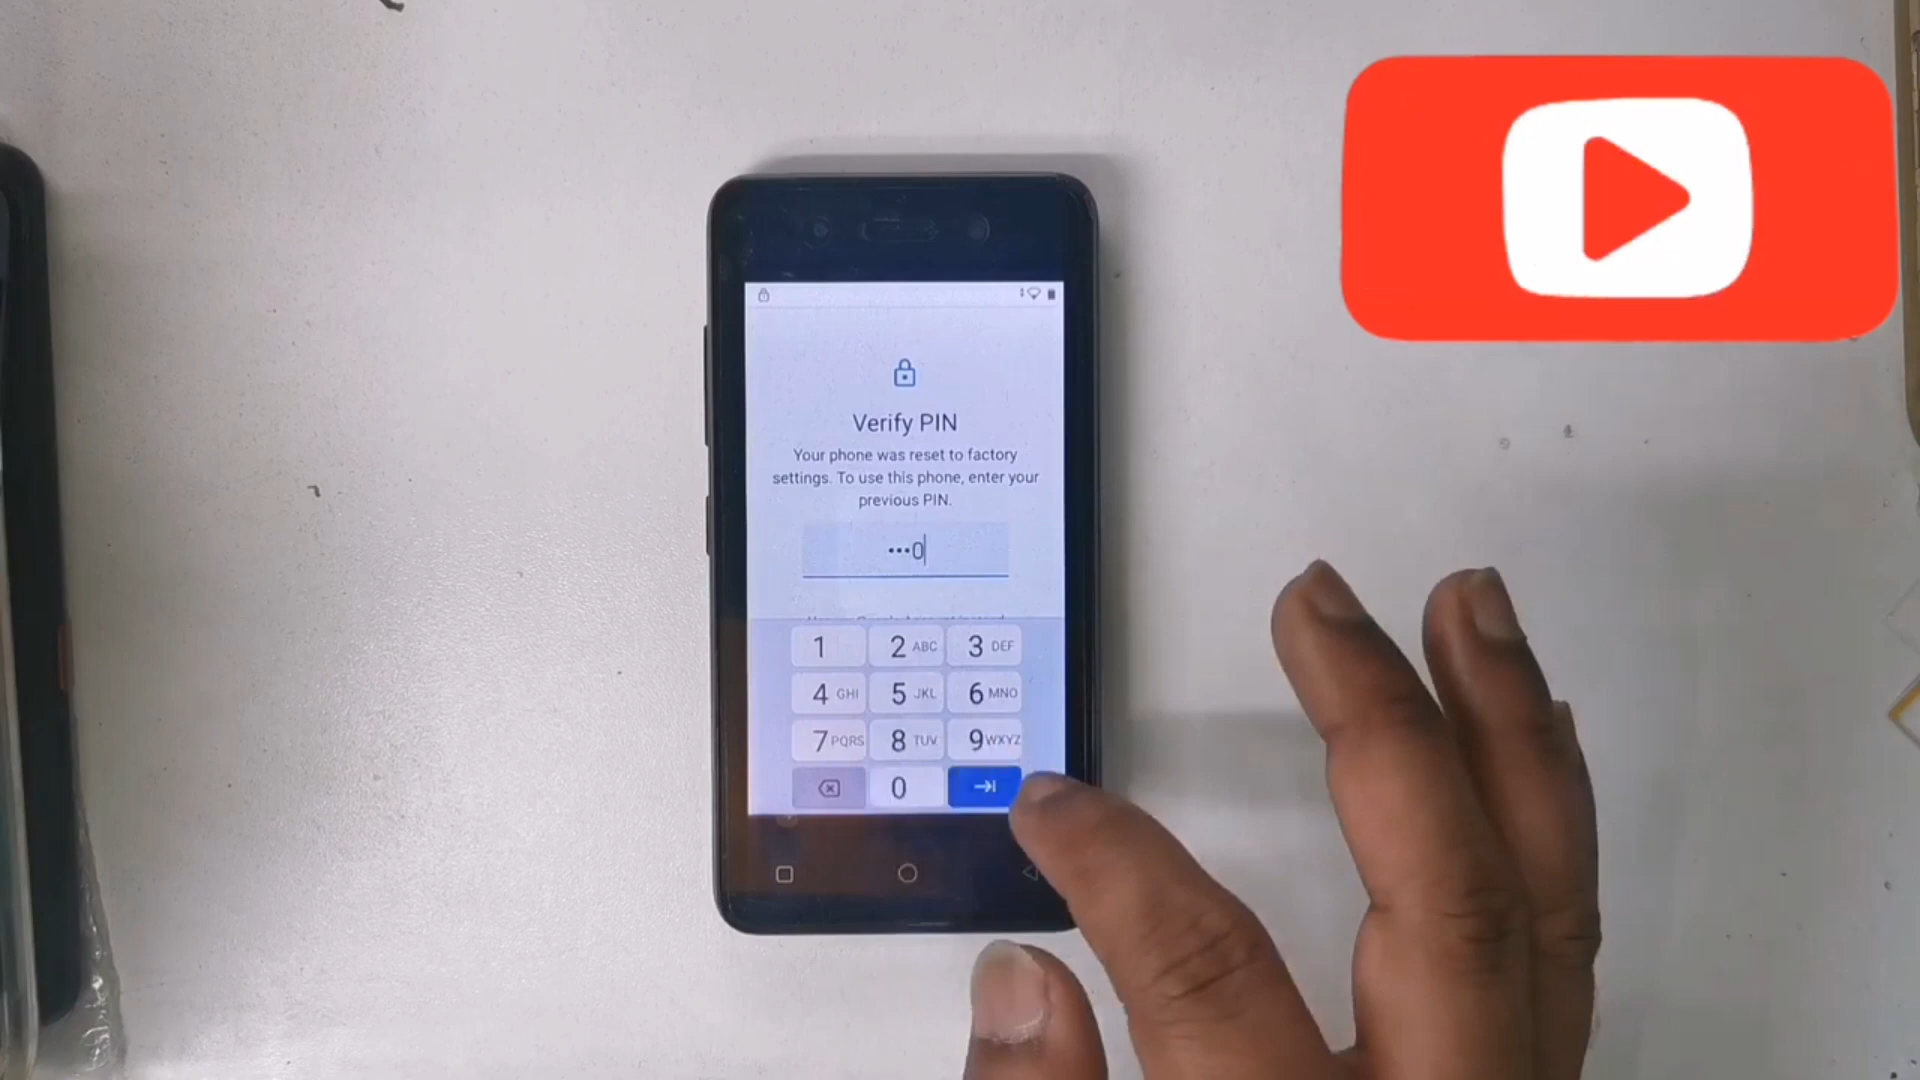 Verify PIN
Your phone was reset to factory
settings. To use this phone, enter your
previous PIN.
•••0
1 2 ABC 3 DEF
4 GHI 5 JKL 6 MNO
7 PQRS 8 TUV 9 WXYZ
0